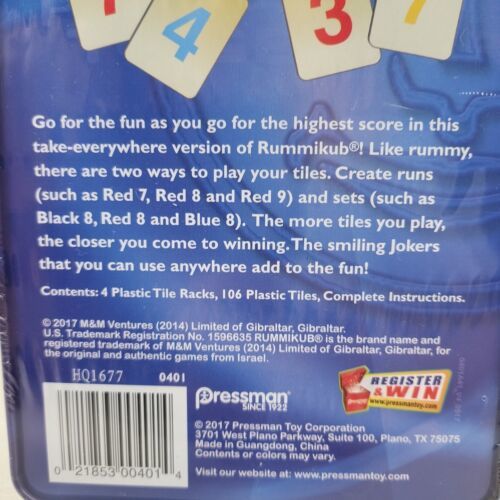 4
3
7
Go for the fun as you go for the highest score in this
take-everywhere version of Rummikub®! Like rummy,
there are two ways to play your tiles. Create runs
(such as Red 7, Red 8 and Red 9) and sets (such as
Black 8, Red 8 and Blue 8). The more tiles you play,
the closer you come to winning. The smiling Jokers
that you can use anywhere add to the fun!
Contents: 4 Plastic Tile Racks, 106 Plastic Tiles, Complete Instructions.
© 2017 M&M Ventures (2014) Limited of Gibraltar, Gibraltar.
U.S. Trademark Registration No. 1596635 RUMMIKUB® is the brand name and
registered trademark of M&M Ventures (2014) Limited of Gibraltar, for
the original and authentic games from Israel.
HQ1677 0401
0 21853 00401 4
Pressman
SINCE 1922
REGISTER
& WIN
www.pressmantoy.com
© 2017 Pressman Toy Corporation
3701 West Plano Parkway, Suite 100, Plano, TX 75075
Made in Guangdong, China
Contents or colors may vary.
Visit our website at: www.pressmantoy.com